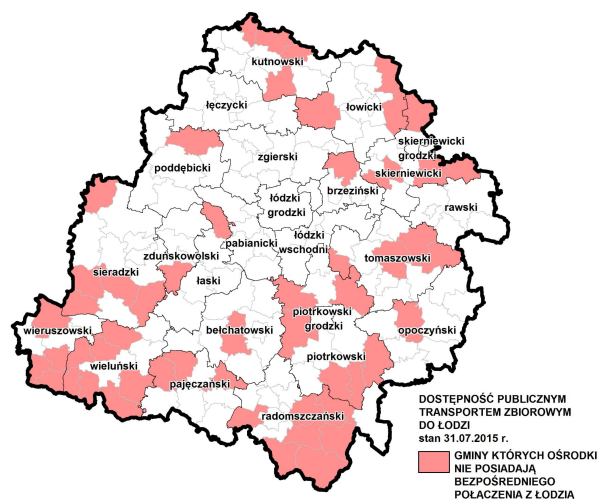 kutnowski
łęczycki
łowicki
skierniewicki
grodzki
skierniewicki
zgierski
poddębicki
brzeziński
łódzki
grodzki
rawski
łódzki
wschodni
pabianicki
zduńskowolski
tomaszowski
sieradzki
łaski
piotrkowski
grodzki
wieruszowski
bełchatowski
opoczyński
piotrkowski
wieluński
pajęczański
radomszczański
DOSTĘPNOŚĆ PUBLICZNYM
TRANSPORTEM ZBIOROWYM
DO ŁODZI
stan 31.07.2015 r.
GMINY KTÓRYCH OŚRODKI
NIE POSIADAJĄ
BEZPOŚREDNIEGO
POŁACZENIA Z ŁODZIA